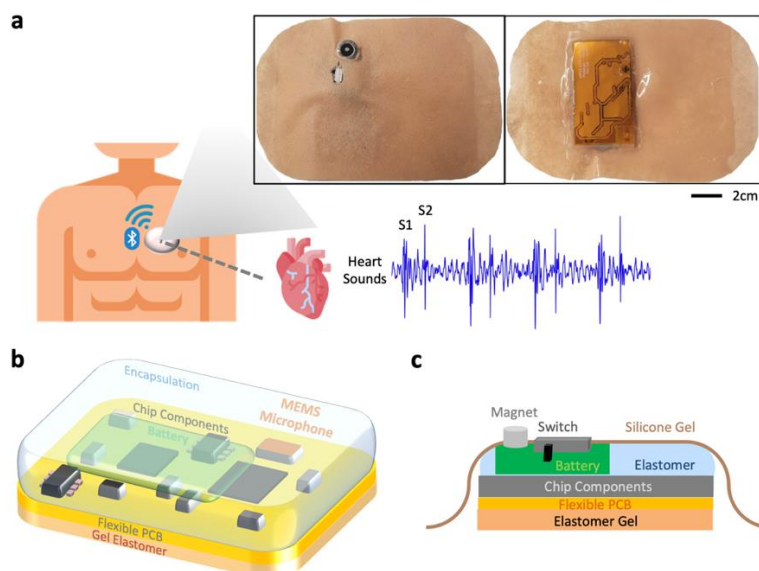 a
2cm
S1 S2
Heart
Sounds
b
Encapsulation
MEMS
Microphone
Chip Components
Battery
Flexible PCB
Gel Elastomer
c
Magnet
Switch
Silicone Gel
Battery
Elastomer
Chip Components
Flexible PCB
Elastomer Gel